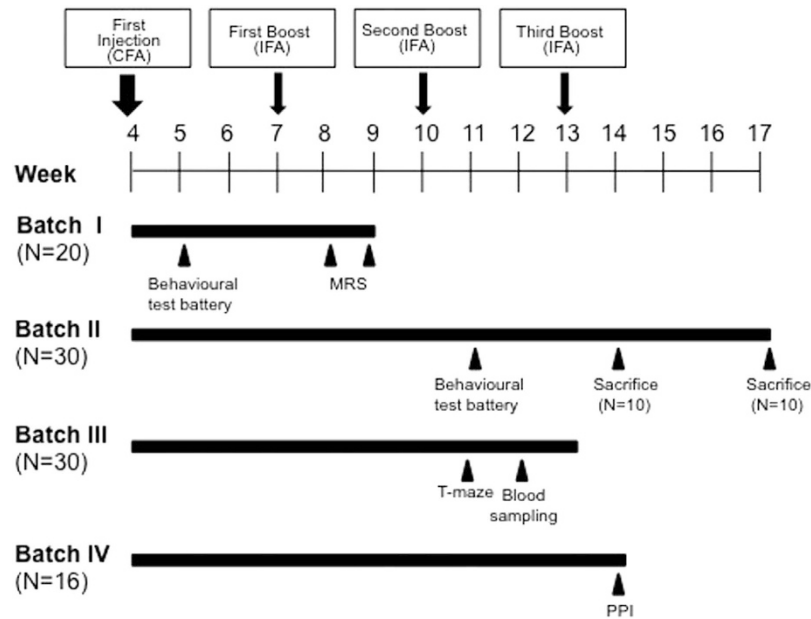 First
Injection
(CFA)
First Boost
(IFA)
Second Boost
(IFA)
Third Boost
(IFA)
4 5 6 7 8 9 10 11 12 13 14 15 16 17
Week
Batch I
(N=20)
Behavioural
test battery
MRS
Batch II
(N=30)
Behavioural
test battery
Sacrifice
(N=10)
Sacrifice
(N=10)
Batch III
(N=30)
T-maze
Blood
sampling
Batch IV
(N=16)
PPI